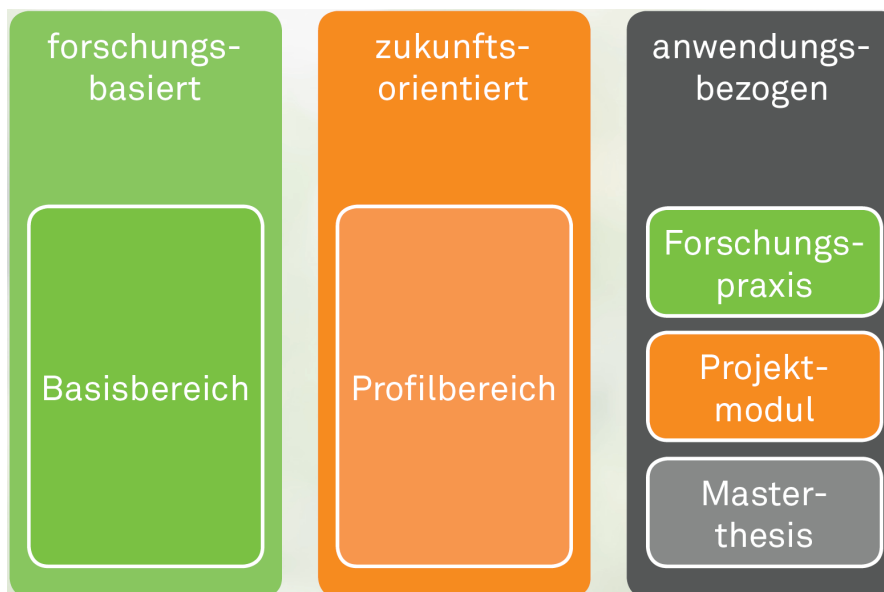 forschungs-
basiert
Basisbereich
zukunfts-
orientiert
Profilbereich
anwendungs-
bezogen
Forschungs-
praxis
Projekt-
modul
Master-
thesis